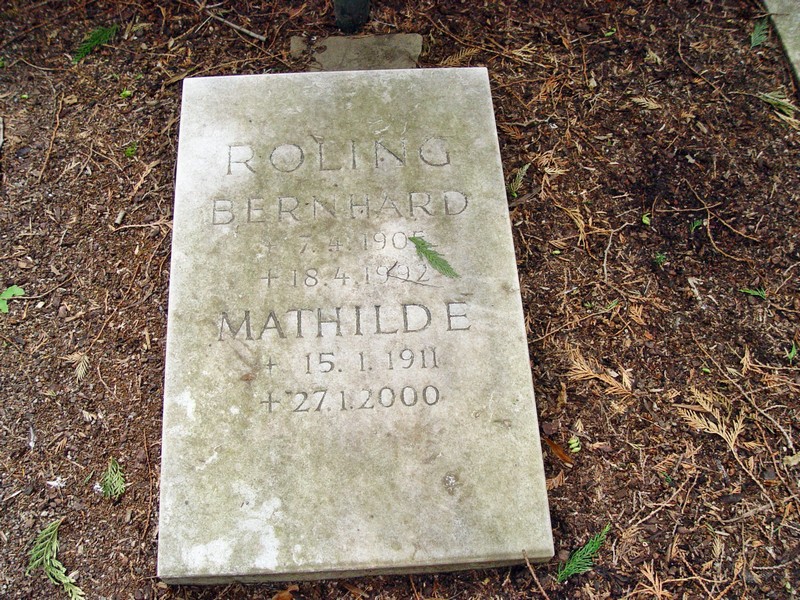 ROLING
BERNHARD
+ 7.4.1905
+ 18.4.1992
MATHILDE
+ 15.1.1911
+ 27.1.2000